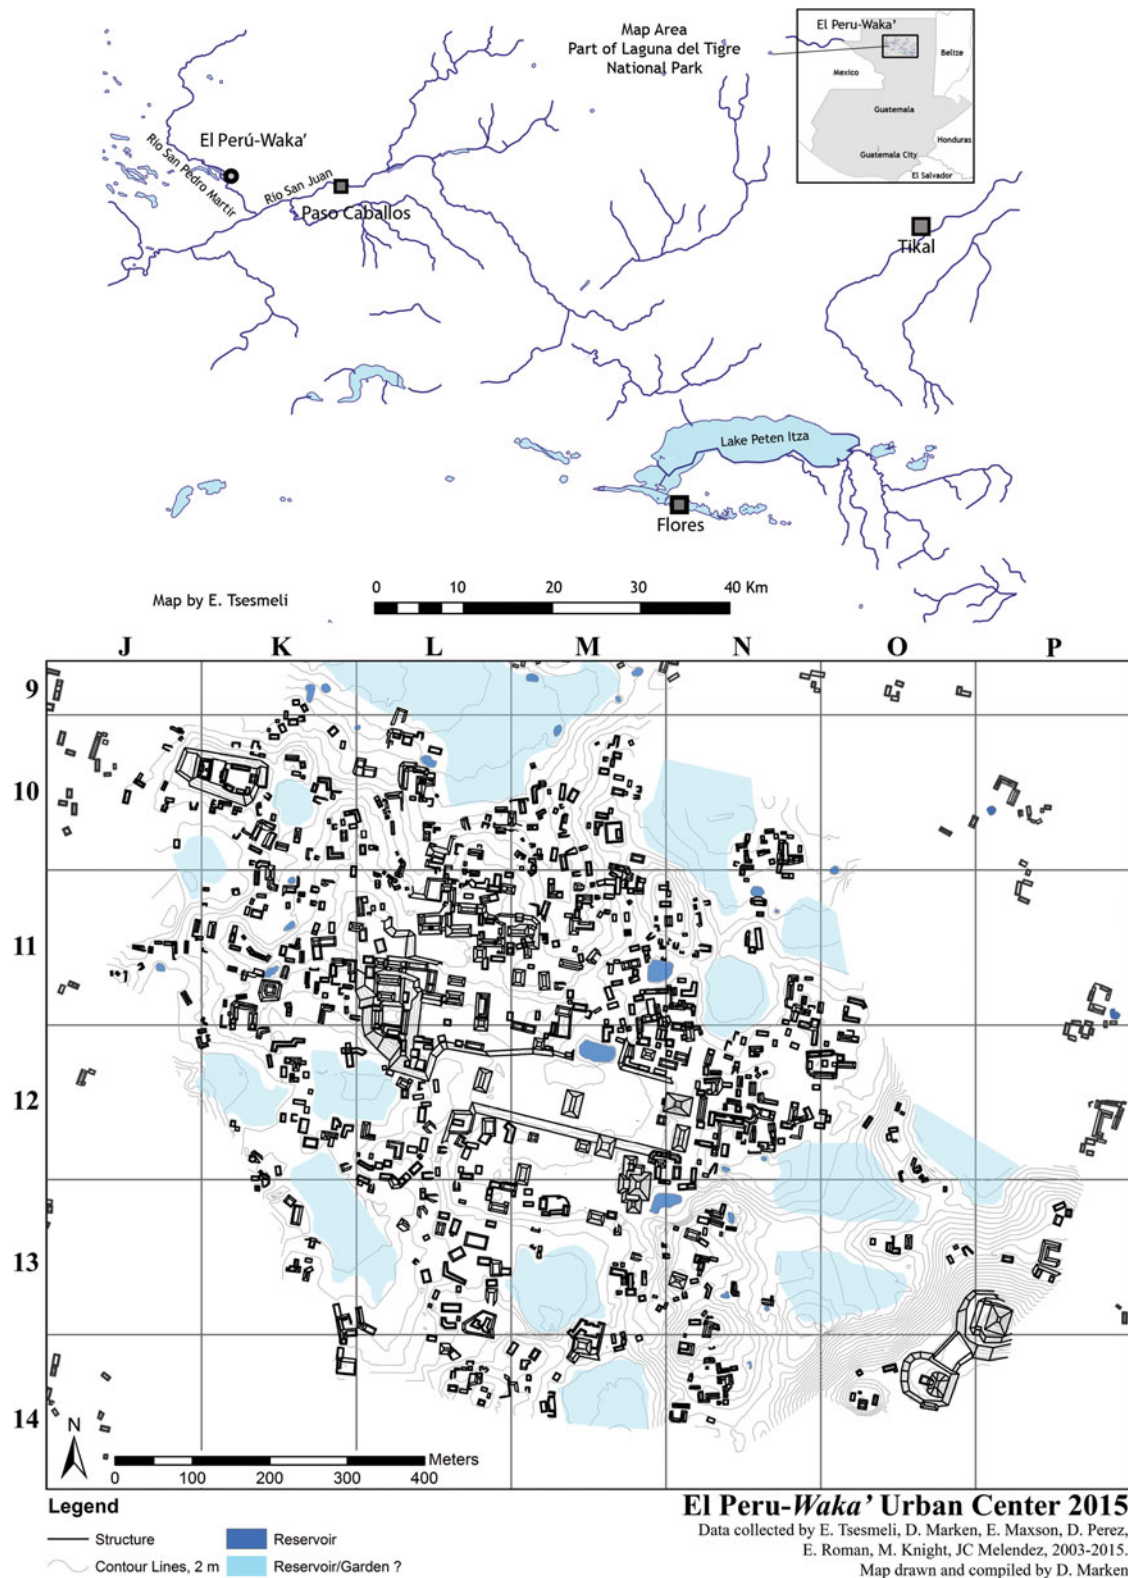 Map Area
Part of Laguna del Tigre
National Park
El Peru-Waka'
Belize
Mexico
Guatemala
Honduras
Guatemala City
El Salvador
El Perú-Waka'
Río San Pedro Martir
Río San Juan
Paso Caballos
Tikal
Lake Peten Itza
Flores
Map by E. Tsesmeli
0 10 20 30 40 Km
J K L M N O P
9
10
11
12
13
14
N
Meters
0 100 200 300 400
Legend
Structure
Reservoir
Contour Lines, 2 m
Reservoir/Garden ?
El Peru-Waka' Urban Center 2015
Data collected by E. Tsesmeli, D. Marken, E. Maxson, D. Perez,
E. Roman, M. Knight, JC Melendez, 2003-2015.
Map drawn and compiled by D. Marken